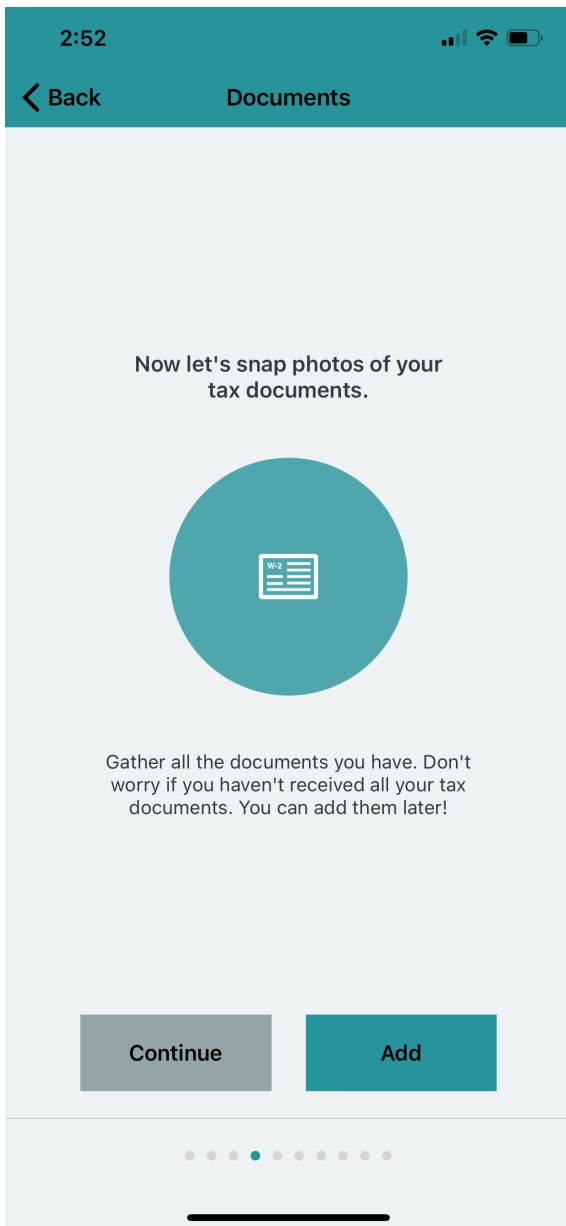 2:52
Back
Documents
Now let's snap photos of your
tax documents.
W-2
Gather all the documents you have. Don't
worry if you haven't received all your tax
documents. You can add them later!
Continue
Add